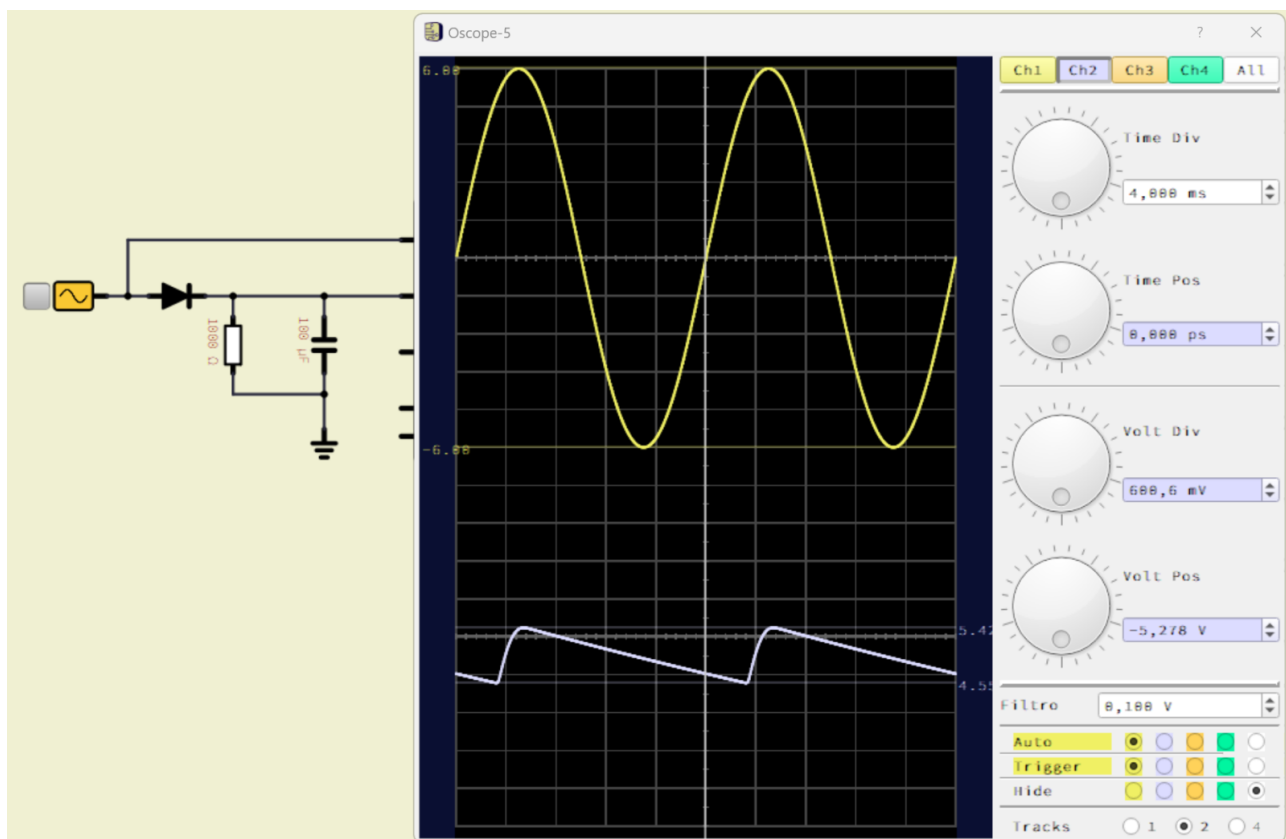 Oscope-5
?
×
Ch1 Ch2 Ch3 Ch4 All
6.00
Time Div
4,000 ms
Time Pos
0,000 ps
1000 Ω
100 µF
Volt Div
600,6 mV
-6.00
Volt Pos
-5,278 V
5.42
4.55
Filtro 0,100 V
Auto
Trigger
Hide
Tracks 1 2 4